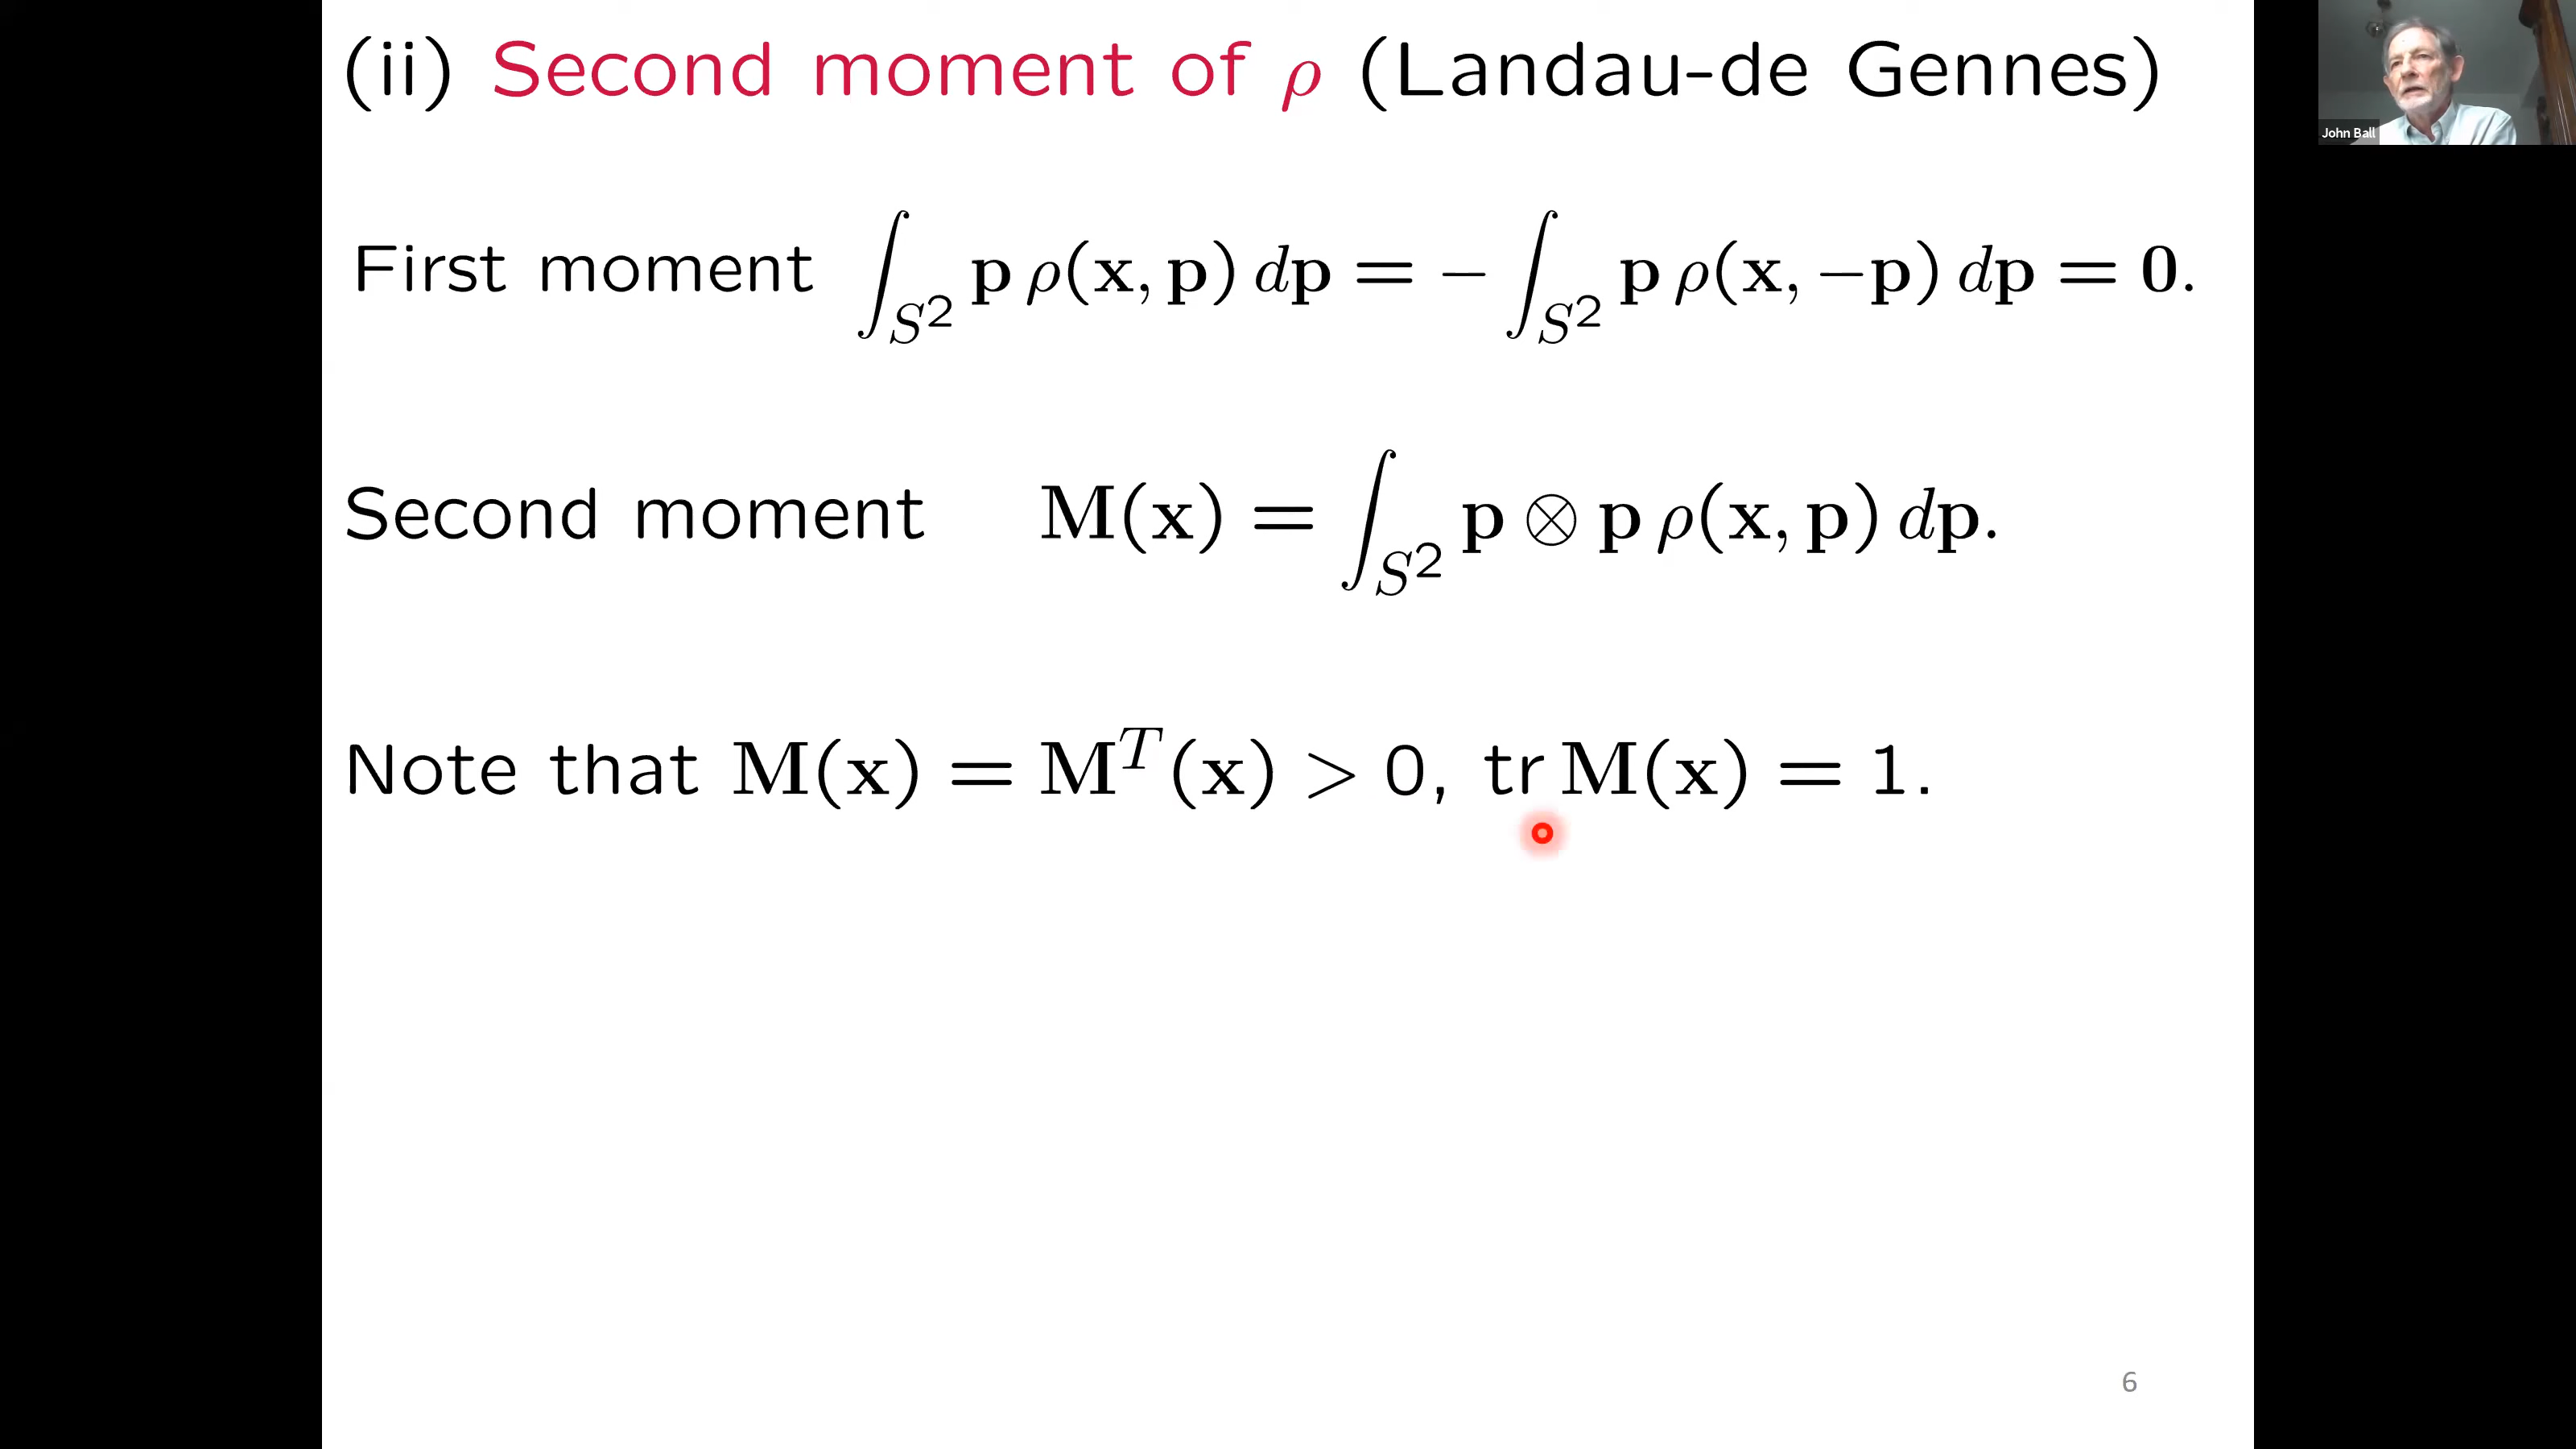 (ii) Second moment of ρ (Landau-de Gennes)
John Ball
First moment ∫_{S²} p ρ(x, p) dp = − ∫_{S²} p ρ(x, −p) dp = 0.
Second moment M(x) = ∫_{S²} p ⊗ p ρ(x, p) dp.
Note that M(x) = M^T(x) > 0, tr M(x) = 1.
6